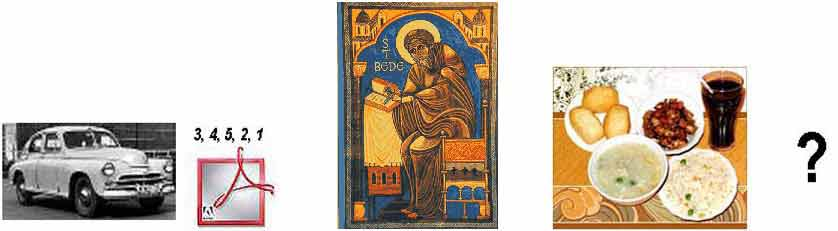 3, 4, 5, 2, 1
S
T
BEDE
?